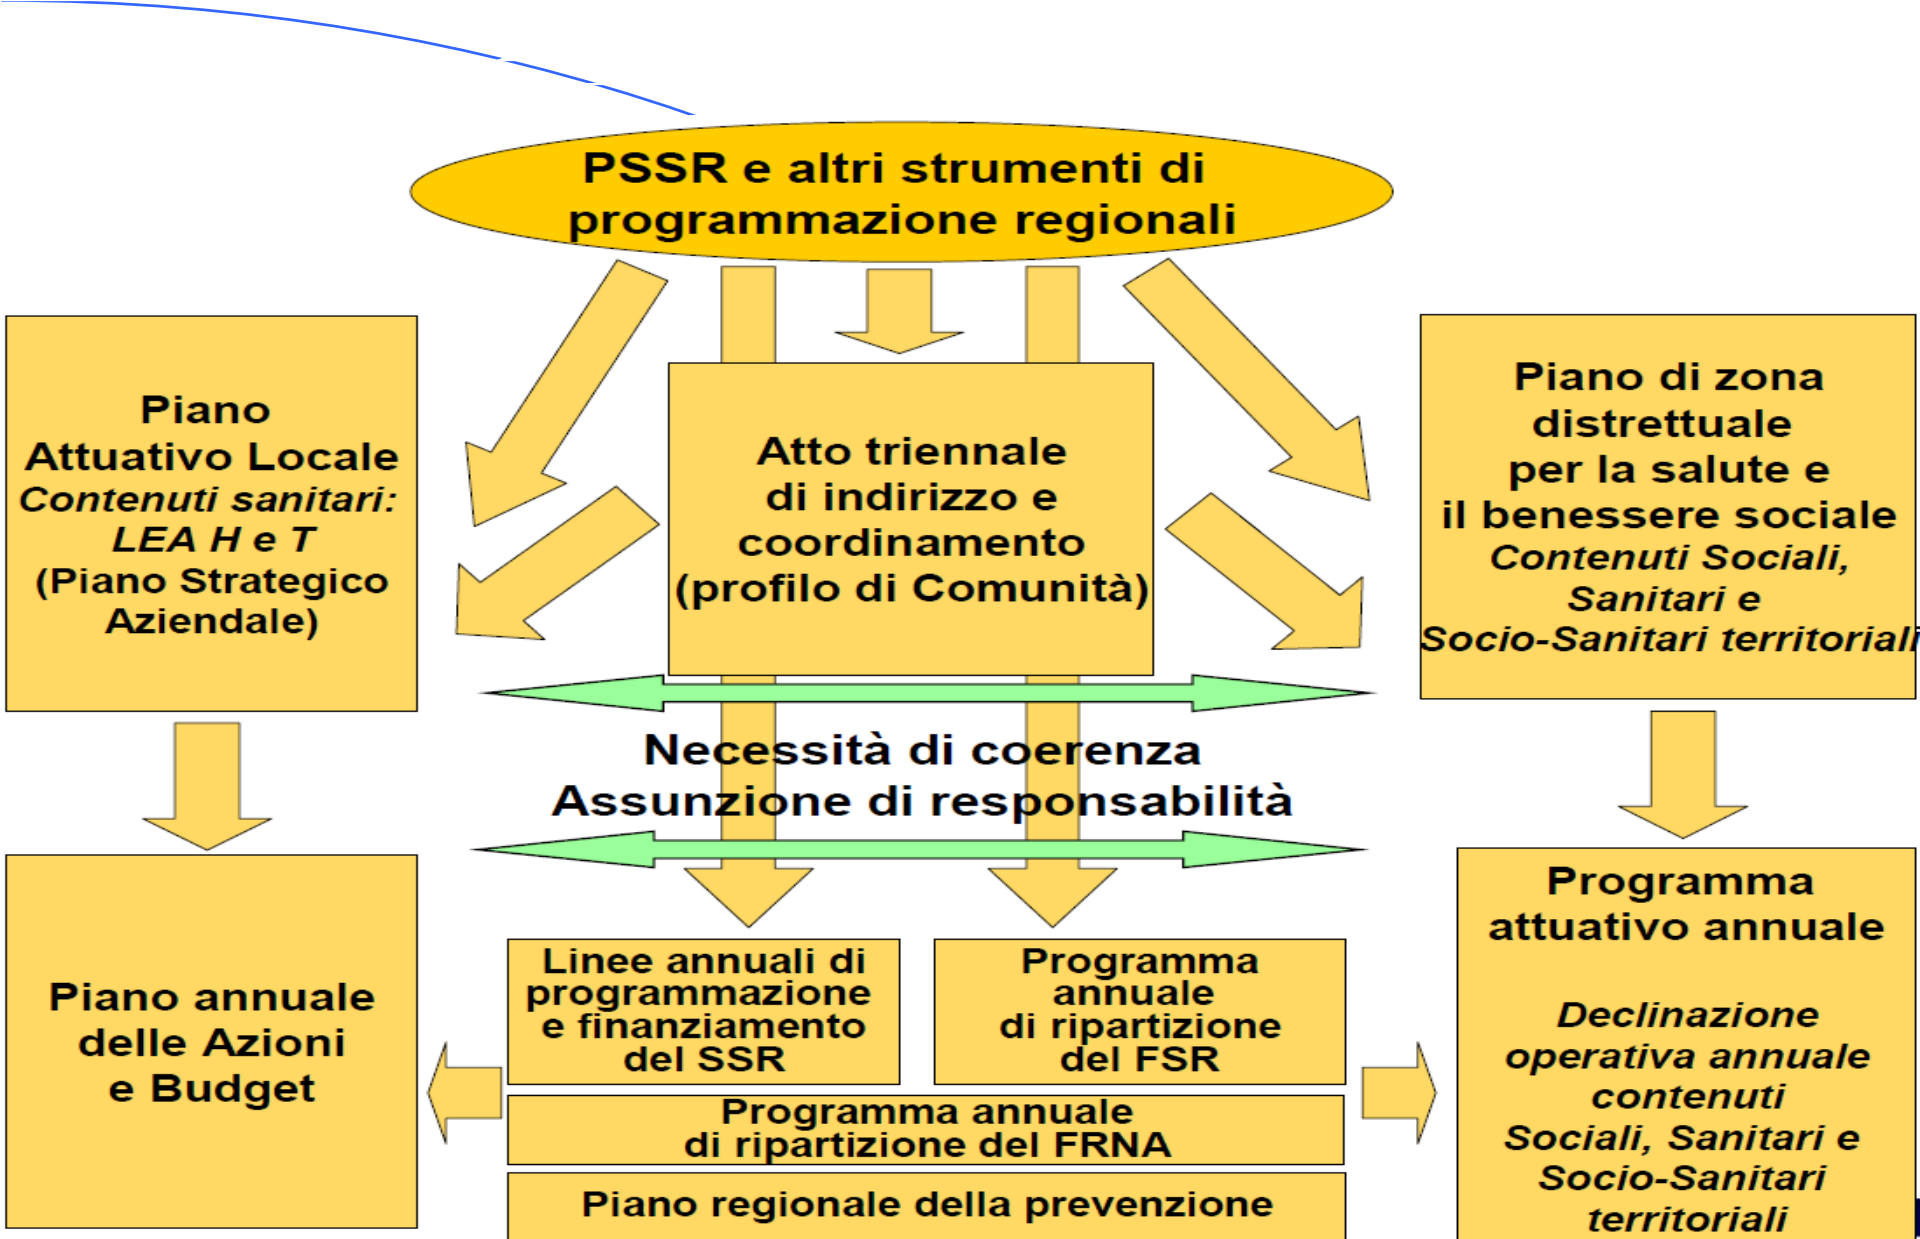 PSSR e altri strumenti di
programmazione regionali
Piano
Attuativo Locale
Contenuti sanitari:
LEA H e T
(Piano Strategico
Aziendale)
Atto triennale
di indirizzo e
coordinamento
(profilo di Comunità)
Piano di zona
distrettuale
per la salute e
il benessere sociale
Contenuti Sociali,
Sanitari e
Socio-Sanitari territoriali
Necessità di coerenza
Assunzione di responsabilità
Piano annuale
delle Azioni
e Budget
Linee annuali di
programmazione
e finanziamento
del SSR
Programma
annuale
di ripartizione
del FSR
Programma annuale
di ripartizione del FRNA
Piano regionale della prevenzione
Programma
attuativo annuale
Declinazione
operativa annuale
contenuti
Sociali, Sanitari e
Socio-Sanitari
territoriali